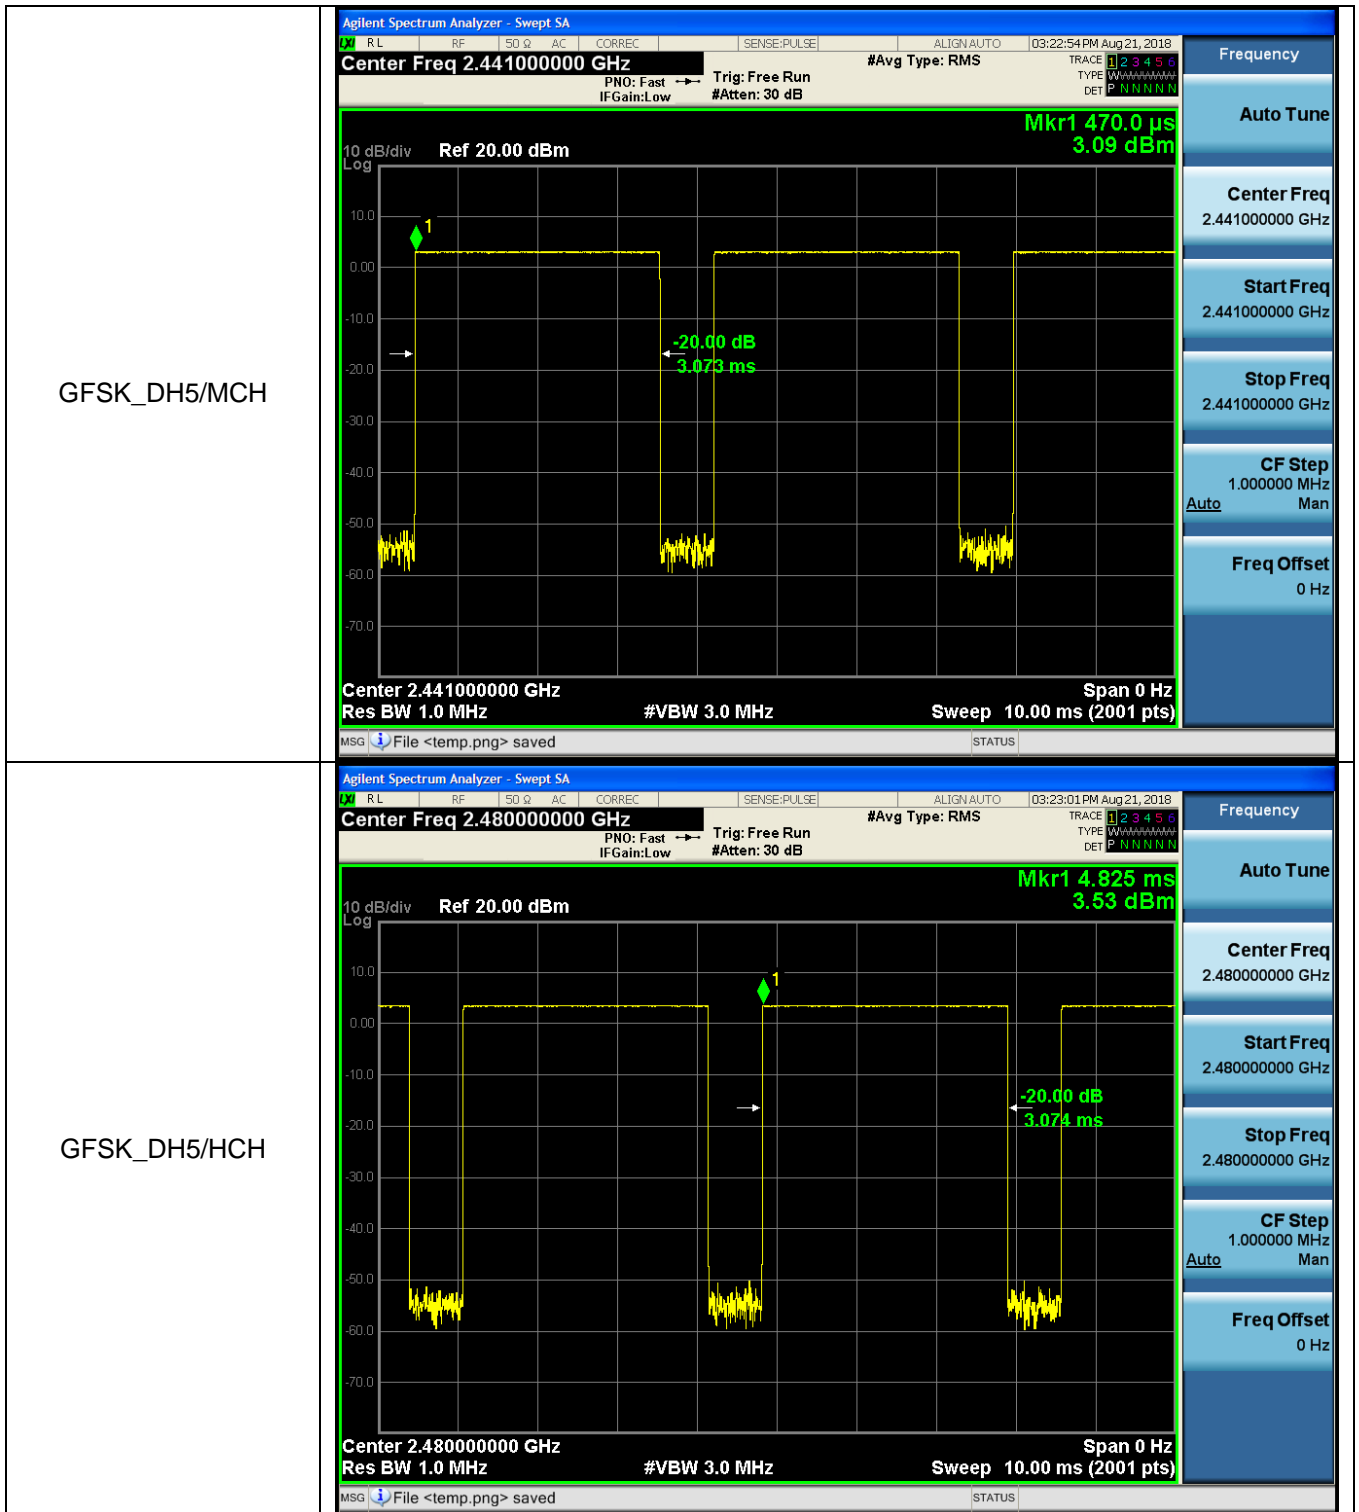 GFSK_DH5/MCH
Agilent Spectrum Analyzer - Swept SA
LXI RL RF 50 Ω AC CORREC SENSE:PULSE ALIGN AUTO 03:22:54 PM Aug 21, 2018
Center Freq 2.441000000 GHz
PNO: Fast
IFGain:Low
Trig: Free Run
#Atten: 30 dB
#Avg Type: RMS
TRACE 1 2 3 4 5 6
TYPE
DET P N N N N N
Mkr1 470.0 µs
3.09 dBm
10 dB/div Ref 20.00 dBm
Log
10.0
1
0.00
-10.0
-20.00 dB
-20.0
3.073 ms
-30.0
-40.0
-50.0
-60.0
-70.0
Center 2.441000000 GHz Span 0 Hz
Res BW 1.0 MHz #VBW 3.0 MHz Sweep 10.00 ms (2001 pts)
MSG File <temp.png> saved STATUS
Frequency
Auto Tune
Center Freq
2.441000000 GHz
Start Freq
2.441000000 GHz
Stop Freq
2.441000000 GHz
CF Step
1.000000 MHz
Auto Man
Freq Offset
0 Hz
GFSK_DH5/HCH
Agilent Spectrum Analyzer - Swept SA
LXI RL RF 50 Ω AC CORREC SENSE:PULSE ALIGN AUTO 03:23:01 PM Aug 21, 2018
Center Freq 2.480000000 GHz
PNO: Fast
IFGain:Low
Trig: Free Run
#Atten: 30 dB
#Avg Type: RMS
TRACE 1 2 3 4 5 6
TYPE
DET P N N N N N
Mkr1 4.825 ms
3.53 dBm
10 dB/div Ref 20.00 dBm
Log
10.0
1
0.00
-10.0
-20.00 dB
-20.0
3.074 ms
-30.0
-40.0
-50.0
-60.0
-70.0
Center 2.480000000 GHz Span 0 Hz
Res BW 1.0 MHz #VBW 3.0 MHz Sweep 10.00 ms (2001 pts)
MSG File <temp.png> saved STATUS
Frequency
Auto Tune
Center Freq
2.480000000 GHz
Start Freq
2.480000000 GHz
Stop Freq
2.480000000 GHz
CF Step
1.000000 MHz
Auto Man
Freq Offset
0 Hz